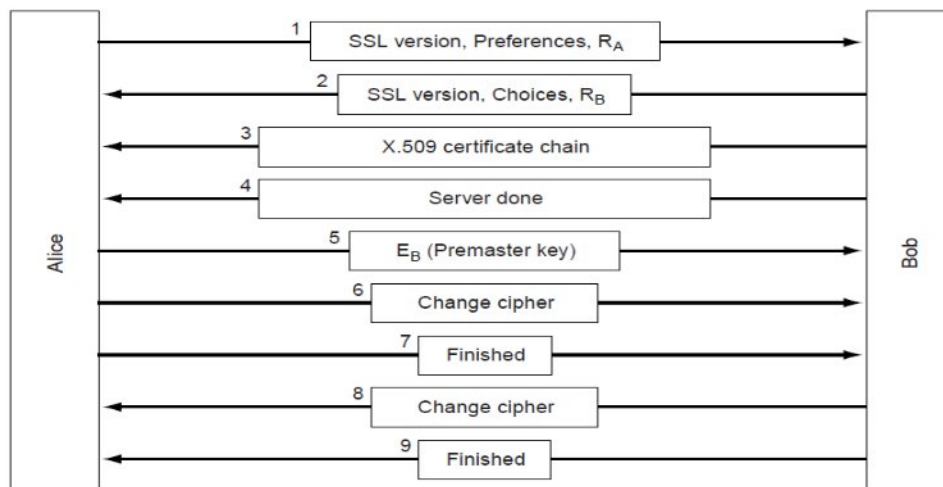 Alice
Bob
1
SSL version, Preferences, RA
2
SSL version, Choices, RB
3
X.509 certificate chain
4
Server done
5
EB (Premaster key)
6
Change cipher
7
Finished
8
Change cipher
9
Finished